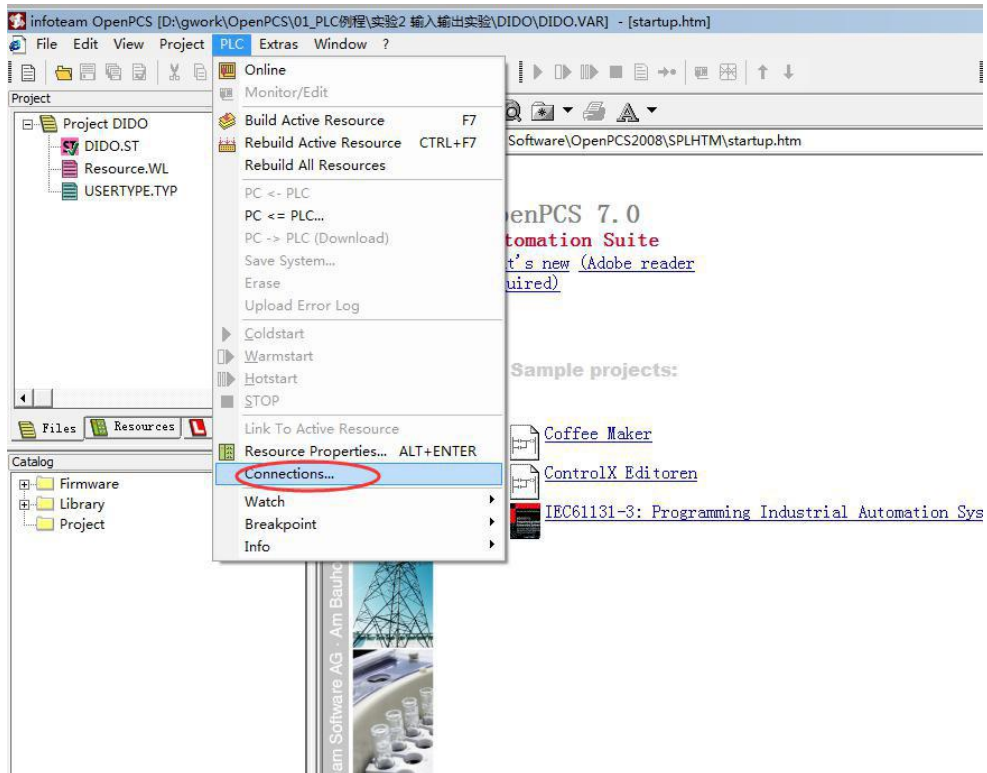 infoteam OpenPCS [D:\gwork\OpenPCS\01_PLC例程\实验2 输入输出实验\DIDO\DIDO.VAR] - [startup.htm]
File Edit View Project PLC Extras Window ?
Project
Project DIDO
DIDO.ST
Resource.WL
USERTYPE.TYP
Files Resources
Catalog
Firmware
Library
Project
Online
Monitor/Edit
Build Active Resource F7
Rebuild Active Resource CTRL+F7
Rebuild All Resources
PC <- PLC
PC <= PLC...
PC -> PLC (Download)
Save System...
Erase
Upload Error Log
Coldstart
Warmstart
Hotstart
STOP
Link To Active Resource
Resource Properties... ALT+ENTER
Connections...
Watch
Breakpoint
Info
Software\OpenPCS2008\SPLHTM\startup.htm
enPCS 7.0
tomation Suite
t's new (Adobe reader
uired)
Sample projects:
Coffee Maker
ControlX Editoren
IEC61131-3: Programming Industrial Automation Sys
am Software AG · Am Bauho